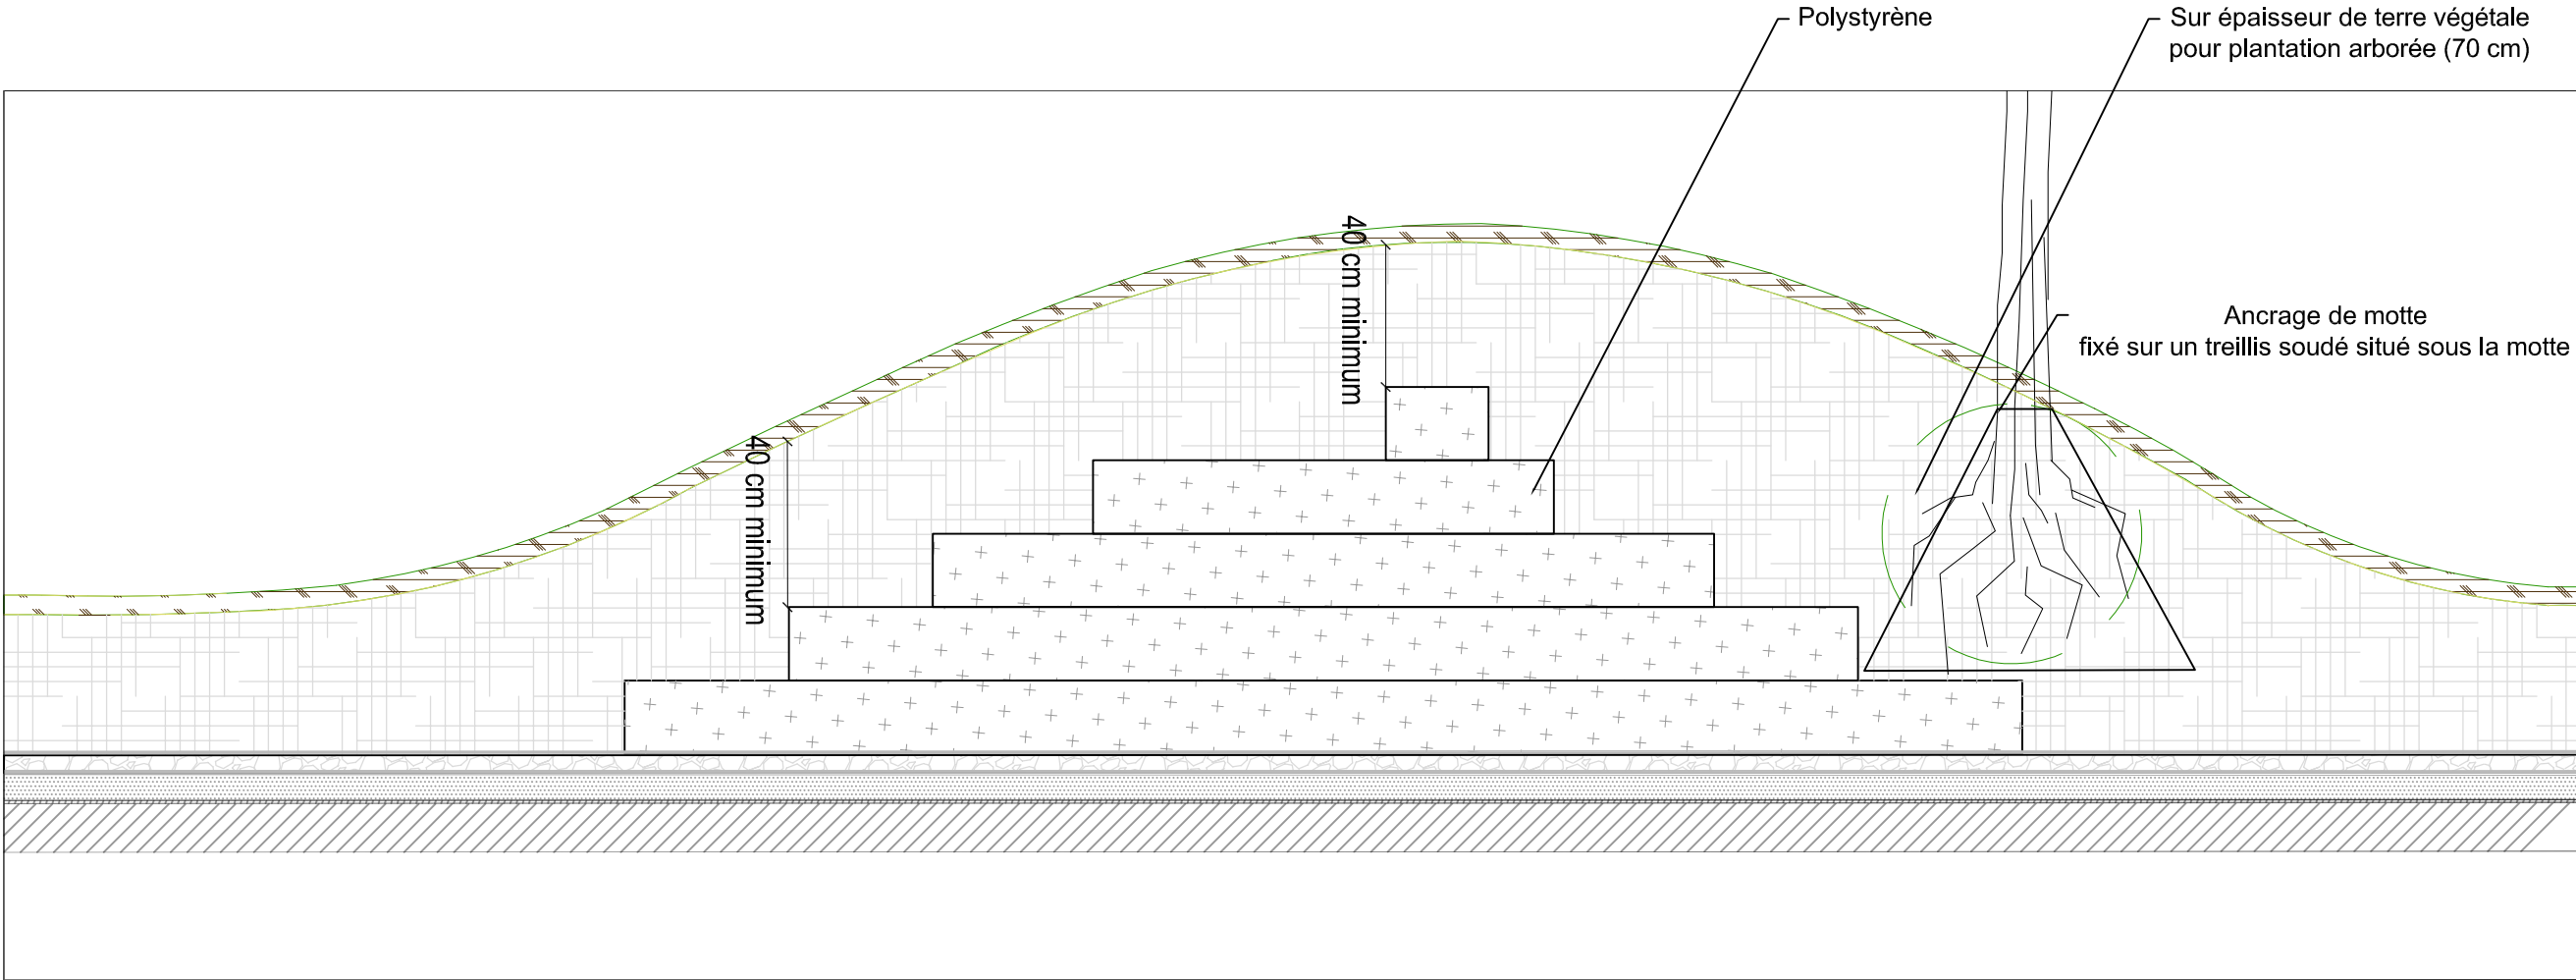 Polystyrène
Sur épaisseur de terre végétale
pour plantation arborée (70 cm)
40 cm minimum
Ancrage de motte
fixé sur un treillis soudé situé sous la motte
40 cm minimum